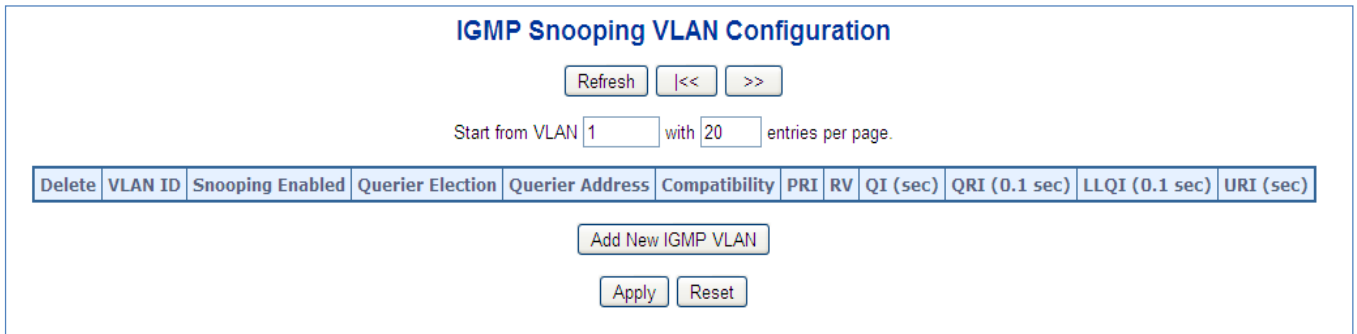 IGMP Snooping VLAN Configuration
Refresh |<< >>
Start from VLAN 1 with 20 entries per page.
Delete VLAN ID Snooping Enabled Querier Election Querier Address Compatibility PRI RV QI (sec) QRI (0.1 sec) LLQI (0.1 sec) URI (sec)
Add New IGMP VLAN
Apply Reset